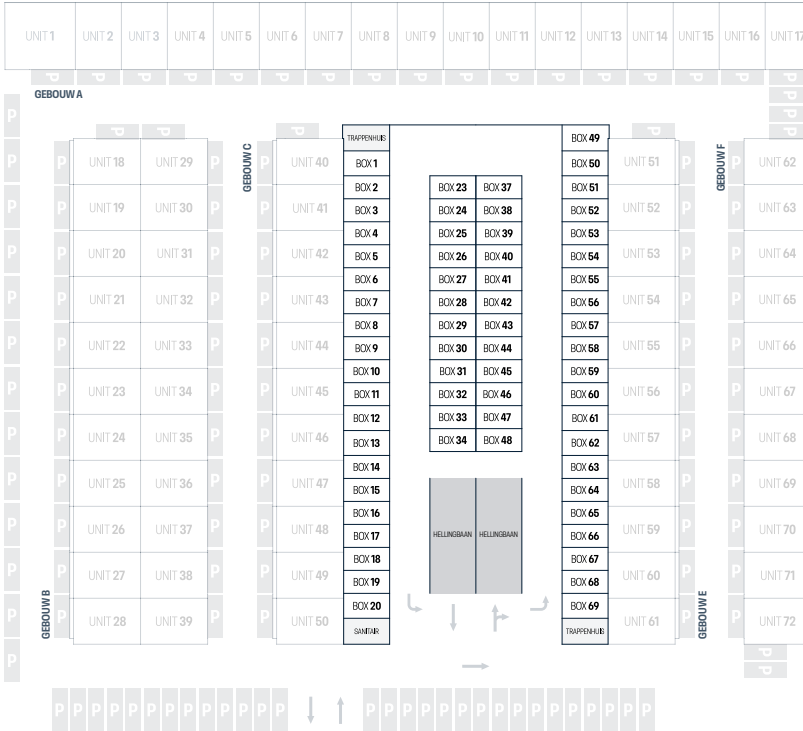 UNIT 1 UNIT 2 UNIT 3 UNIT 4 UNIT 5 UNIT 6 UNIT 7 UNIT 8 UNIT 9 UNIT 10 UNIT 11 UNIT 12 UNIT 13 UNIT 14 UNIT 15 UNIT 16 UNIT 17
P P P P P P P P P P P P P P P P P
GEBOUW A
P
P
P
P
P
P
P
P
P
P
P
P
P
GEBOUW B
P P
P P P P P P P P P P P
UNIT 18 UNIT 29
UNIT 19 UNIT 30
UNIT 20 UNIT 31
UNIT 21 UNIT 32
UNIT 22 UNIT 33
UNIT 23 UNIT 34
UNIT 24 UNIT 35
UNIT 25 UNIT 36
UNIT 26 UNIT 37
UNIT 27 UNIT 38
UNIT 28 UNIT 39
P P P P P P P P P P P
GEBOUW C
P
P P P P P P P P P P P
UNIT 40
UNIT 41
UNIT 42
UNIT 43
UNIT 44
UNIT 45
UNIT 46
UNIT 47
UNIT 48
UNIT 49
UNIT 50
TRAPPENHUIS
BOX 1
BOX 2
BOX 3
BOX 4
BOX 5
BOX 6
BOX 7
BOX 8
BOX 9
BOX 10
BOX 11
BOX 12
BOX 13
BOX 14
BOX 15
BOX 16
BOX 17
BOX 18
BOX 19
BOX 20
SANITAIR
BOX 23 BOX 37
BOX 24 BOX 38
BOX 25 BOX 39
BOX 26 BOX 40
BOX 27 BOX 41
BOX 28 BOX 42
BOX 29 BOX 43
BOX 30 BOX 44
BOX 31 BOX 45
BOX 32 BOX 46
BOX 33 BOX 47
BOX 34 BOX 48
HELLINGBAAN HELLINGBAAN
BOX 49
BOX 50
BOX 51
BOX 52
BOX 53
BOX 54
BOX 55
BOX 56
BOX 57
BOX 58
BOX 59
BOX 60
BOX 61
BOX 62
BOX 63
BOX 64
BOX 65
BOX 66
BOX 67
BOX 68
BOX 69
TRAPPENHUIS
P
UNIT 51
UNIT 52
UNIT 53
UNIT 54
UNIT 55
UNIT 56
UNIT 57
UNIT 58
UNIT 59
UNIT 60
UNIT 61
P P P P P P P P P P P
GEBOUW E
GEBOUW F
P P P
P P P P P P P P P P P
UNIT 62
UNIT 63
UNIT 64
UNIT 65
UNIT 66
UNIT 67
UNIT 68
UNIT 69
UNIT 70
UNIT 71
UNIT 72
P
P
P P P P P P P P P P P P P P P P P P P P P P P P P P P P P